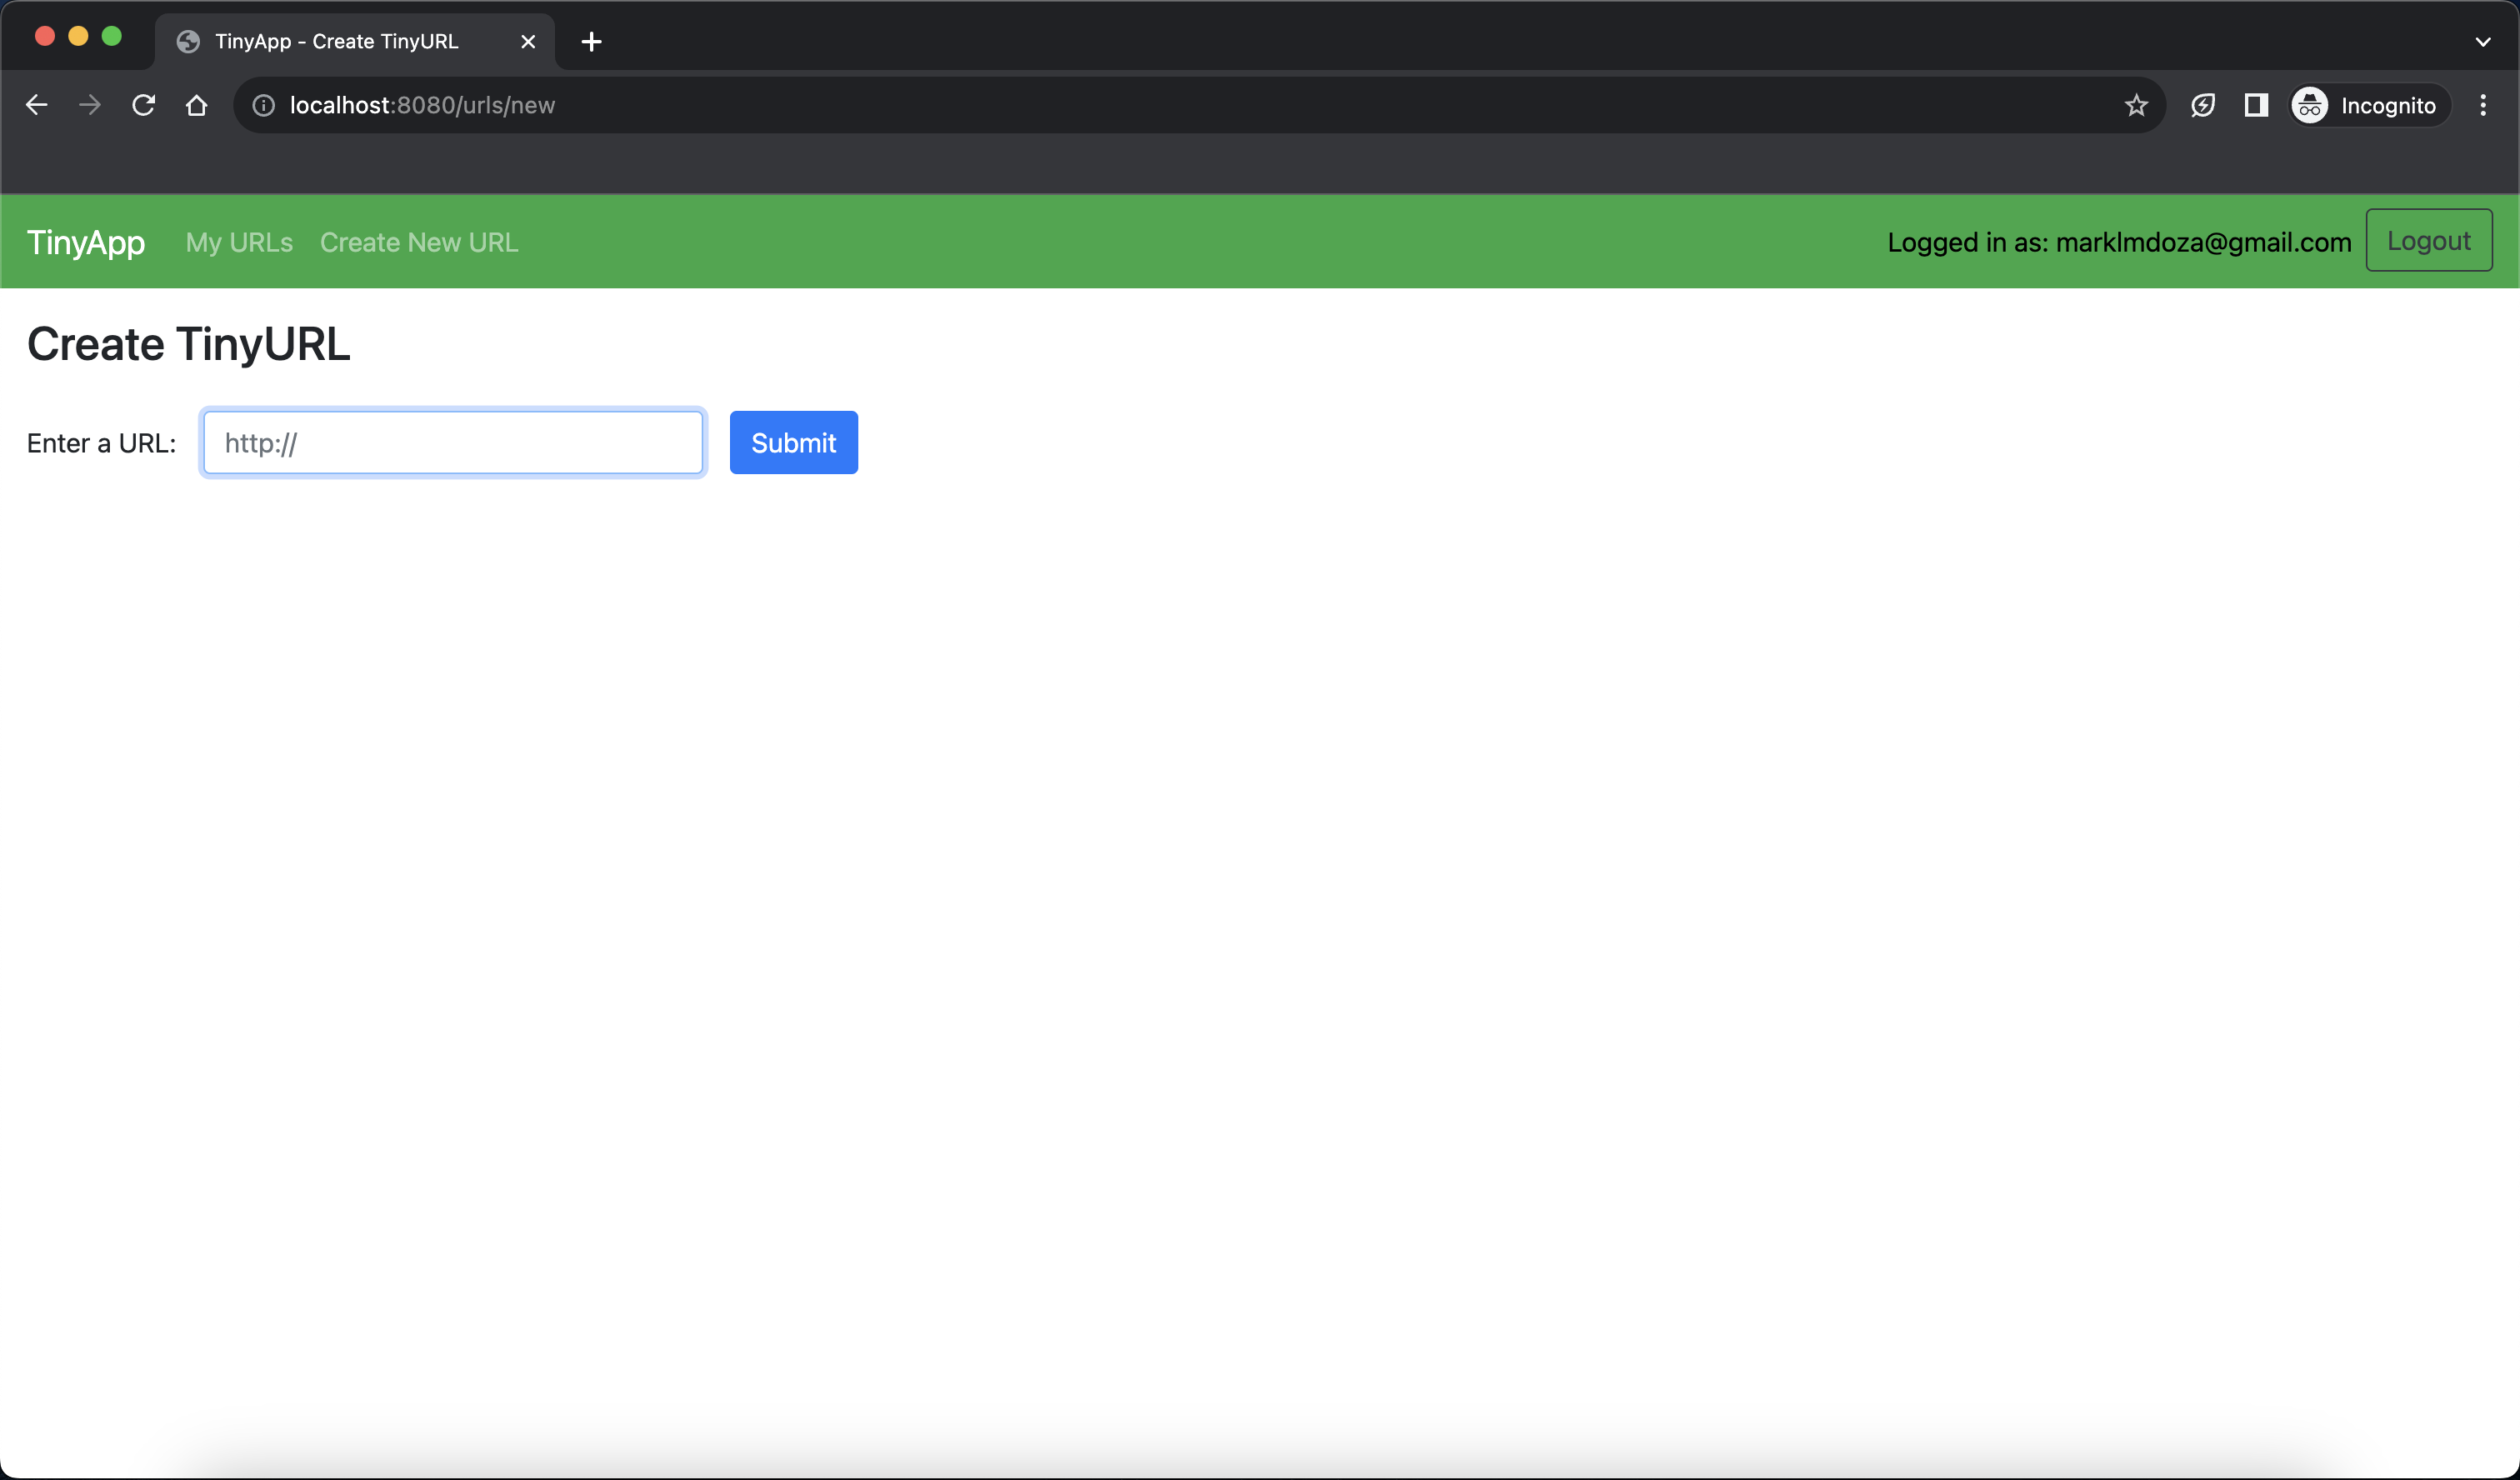 TinyApp - Create TinyURL
localhost:8080/urls/new
Incognito
TinyApp My URLs Create New URL Logged in as: marklmdoza@gmail.com Logout
Create TinyURL
Enter a URL: http:// Submit